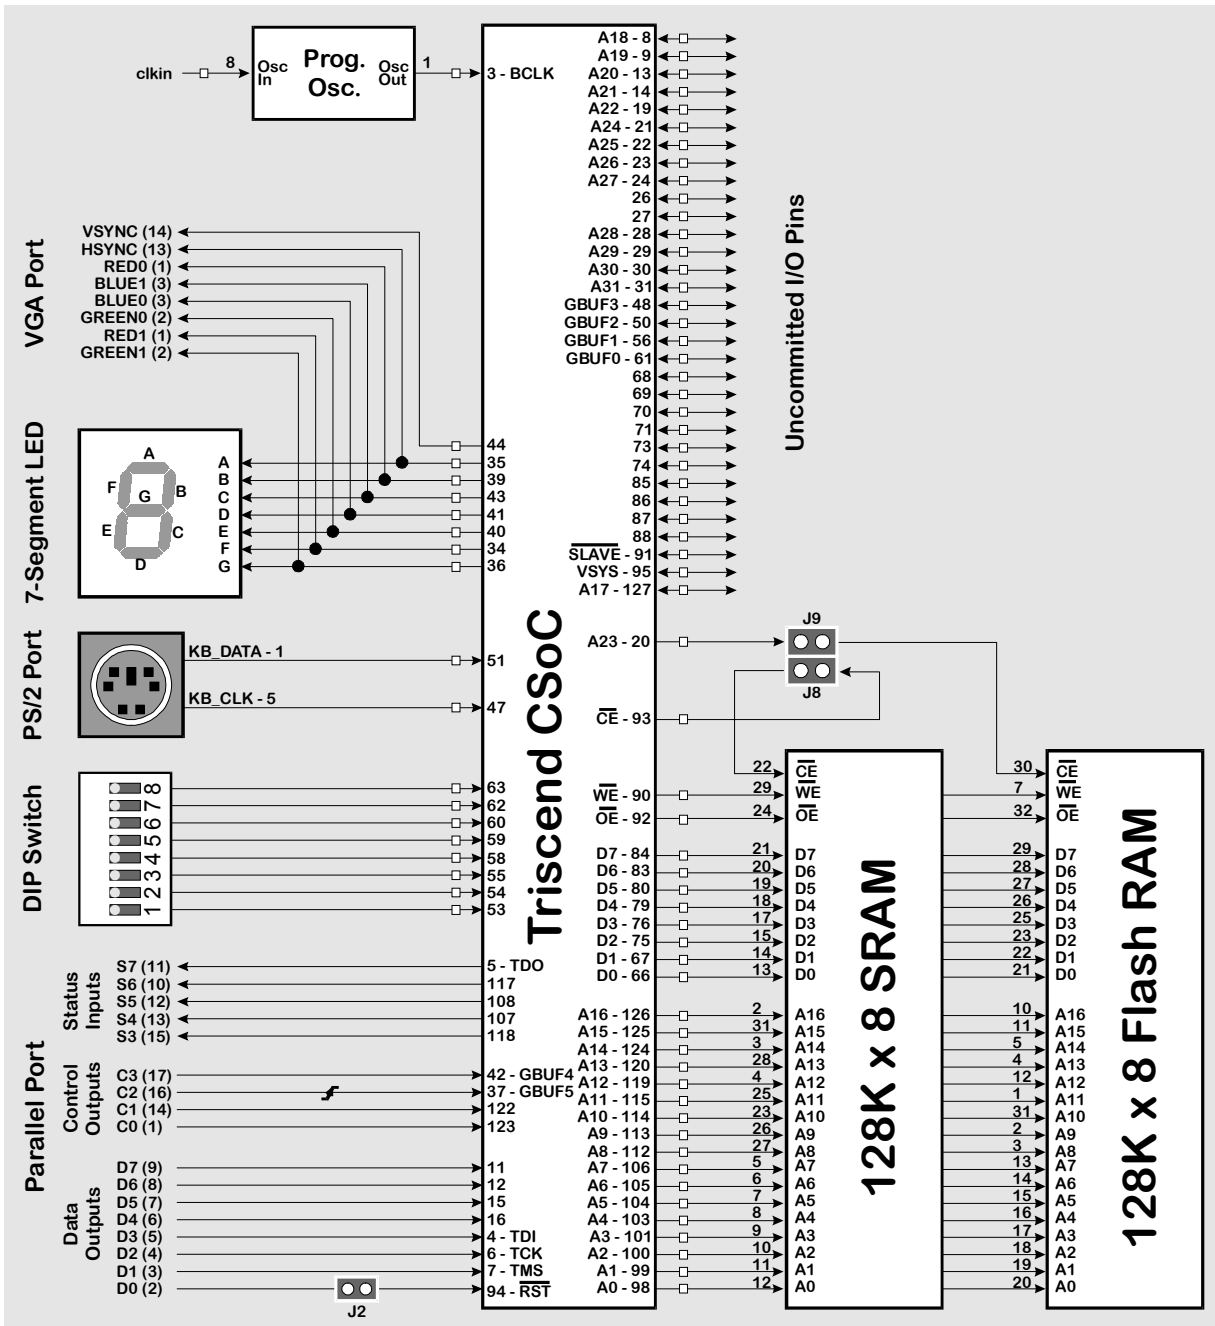 clkin
8
Osc In
Prog. Osc.
Osc Out
1
3 - BCLK
A18 - 8
A19 - 9
A20 - 13
A21 - 14
A22 - 19
A24 - 21
A25 - 22
A26 - 23
A27 - 24
26
27
A28 - 28
A29 - 29
A30 - 30
A31 - 31
GBUF3 - 48
GBUF2 - 50
GBUF1 - 56
GBUF0 - 61
68
69
70
71
73
74
85
86
87
88
SLAVE - 91
VSYS - 95
A17 - 127
Uncommitted I/O Pins
VGA Port
VSYNC (14)
HSYNC (13)
RED0 (1)
BLUE1 (3)
BLUE0 (3)
GREEN0 (2)
RED1 (1)
GREEN1 (2)
7-Segment LED
A
F
B
G
E
C
D
A
B
C
D
E
F
G
44
35
39
43
41
40
34
36
PS/2 Port
KB_DATA - 1
KB_CLK - 5
51
47
Triscend CSoC
A23 - 20
J9
J8
CE - 93
DIP Switch
8
7
6
5
4
3
2
1
63
62
60
59
58
55
54
53
WE - 90
OE - 92
D7 - 84
D6 - 83
D5 - 80
D4 - 79
D3 - 76
D2 - 75
D1 - 67
D0 - 66
A16 - 126
A15 - 125
A14 - 124
A13 - 120
A12 - 119
A11 - 115
A10 - 114
A9 - 113
A8 - 112
A7 - 106
A6 - 105
A5 - 104
A4 - 103
A3 - 101
A2 - 100
A1 - 99
A0 - 98
22 CE
29 WE
24 OE
21 D7
20 D6
19 D5
18 D4
17 D3
15 D2
14 D1
13 D0
2 A16
31 A15
3 A14
28 A13
4 A12
25 A11
23 A10
26 A9
27 A8
5 A7
6 A6
7 A5
8 A4
9 A3
10 A2
11 A1
12 A0
128K x 8 SRAM
30 CE
7 WE
32 OE
29 D7
28 D6
27 D5
26 D4
25 D3
23 D2
22 D1
21 D0
10 A16
11 A15
5 A14
4 A13
12 A12
1 A11
31 A10
2 A9
3 A8
13 A7
14 A6
15 A5
16 A4
17 A3
18 A2
19 A1
20 A0
128K x 8 Flash RAM
Parallel Port
Status Inputs
S7 (11)
S6 (10)
S5 (12)
S4 (13)
S3 (15)
5 - TDO
117
108
107
118
Control Outputs
C3 (17)
C2 (16)
C1 (14)
C0 (1)
42 - GBUF4
37 - GBUF5
122
123
Data Outputs
D7 (9)
D6 (8)
D5 (7)
D4 (6)
D3 (5)
D2 (4)
D1 (3)
D0 (2)
J2
11
12
15
16
4 - TDI
6 - TCK
7 - TMS
94 - RST